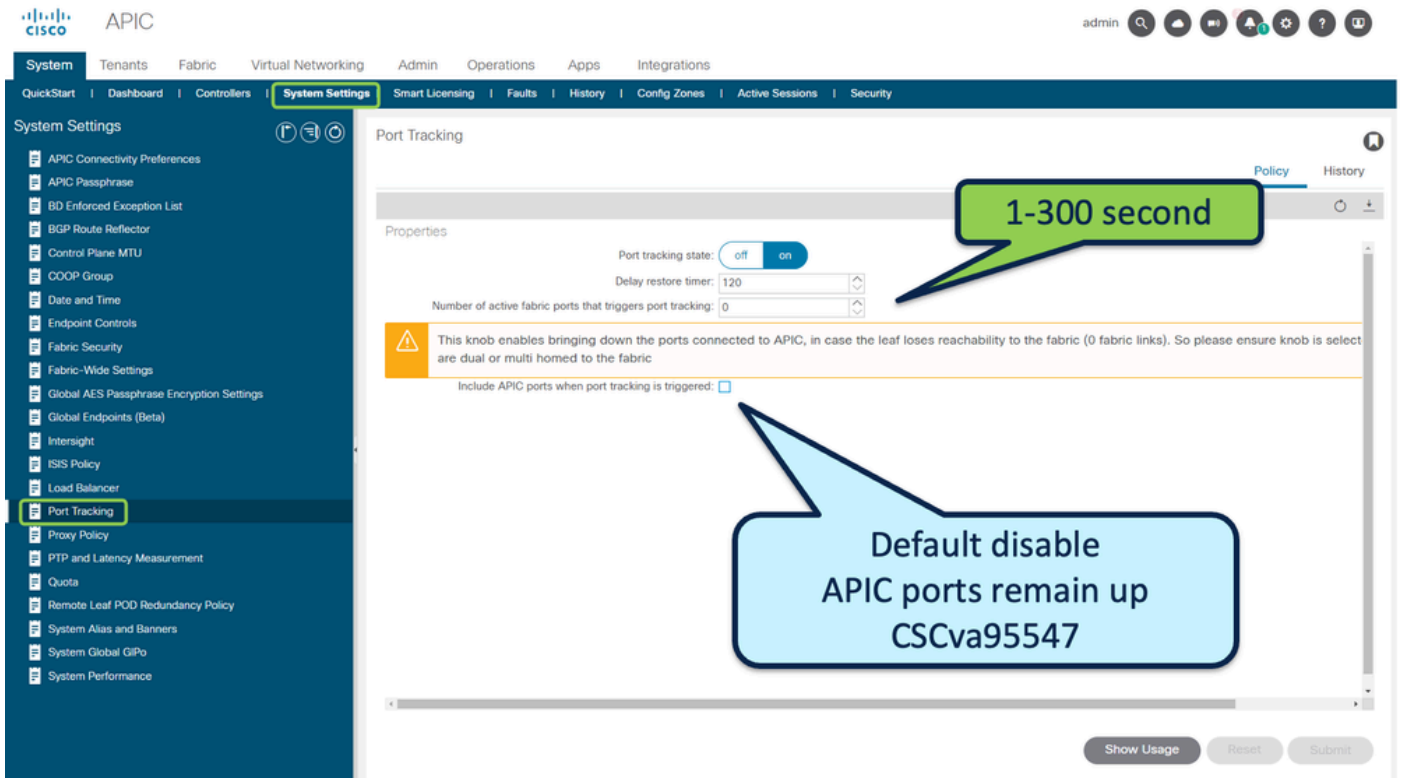 CISCO
APIC
admin
1
System Tenants Fabric Virtual Networking Admin Operations Apps Integrations
QuickStart | Dashboard | Controllers | System Settings | Smart Licensing | Faults | History | Config Zones | Active Sessions | Security
System Settings
APIC Connectivity Preferences
APIC Passphrase
BD Enforced Exception List
BGP Route Reflector
Control Plane MTU
COOP Group
Date and Time
Endpoint Controls
Fabric Security
Fabric-Wide Settings
Global AES Passphrase Encryption Settings
Global Endpoints (Beta)
Intersight
ISIS Policy
Load Balancer
Port Tracking
Proxy Policy
PTP and Latency Measurement
Quota
Remote Leaf POD Redundancy Policy
System Alias and Banners
System Global GIPo
System Performance
Port Tracking
Policy History
Properties
Port tracking state: off on
Delay restore timer: 120
Number of active fabric ports that triggers port tracking: 0
This knob enables bringing down the ports connected to APIC, in case the leaf loses reachability to the fabric (0 fabric links). So please ensure knob is select
are dual or multi homed to the fabric
Include APIC ports when port tracking is triggered:
1-300 second
Default disable
APIC ports remain up
CSCva95547
Show Usage Reset Submit